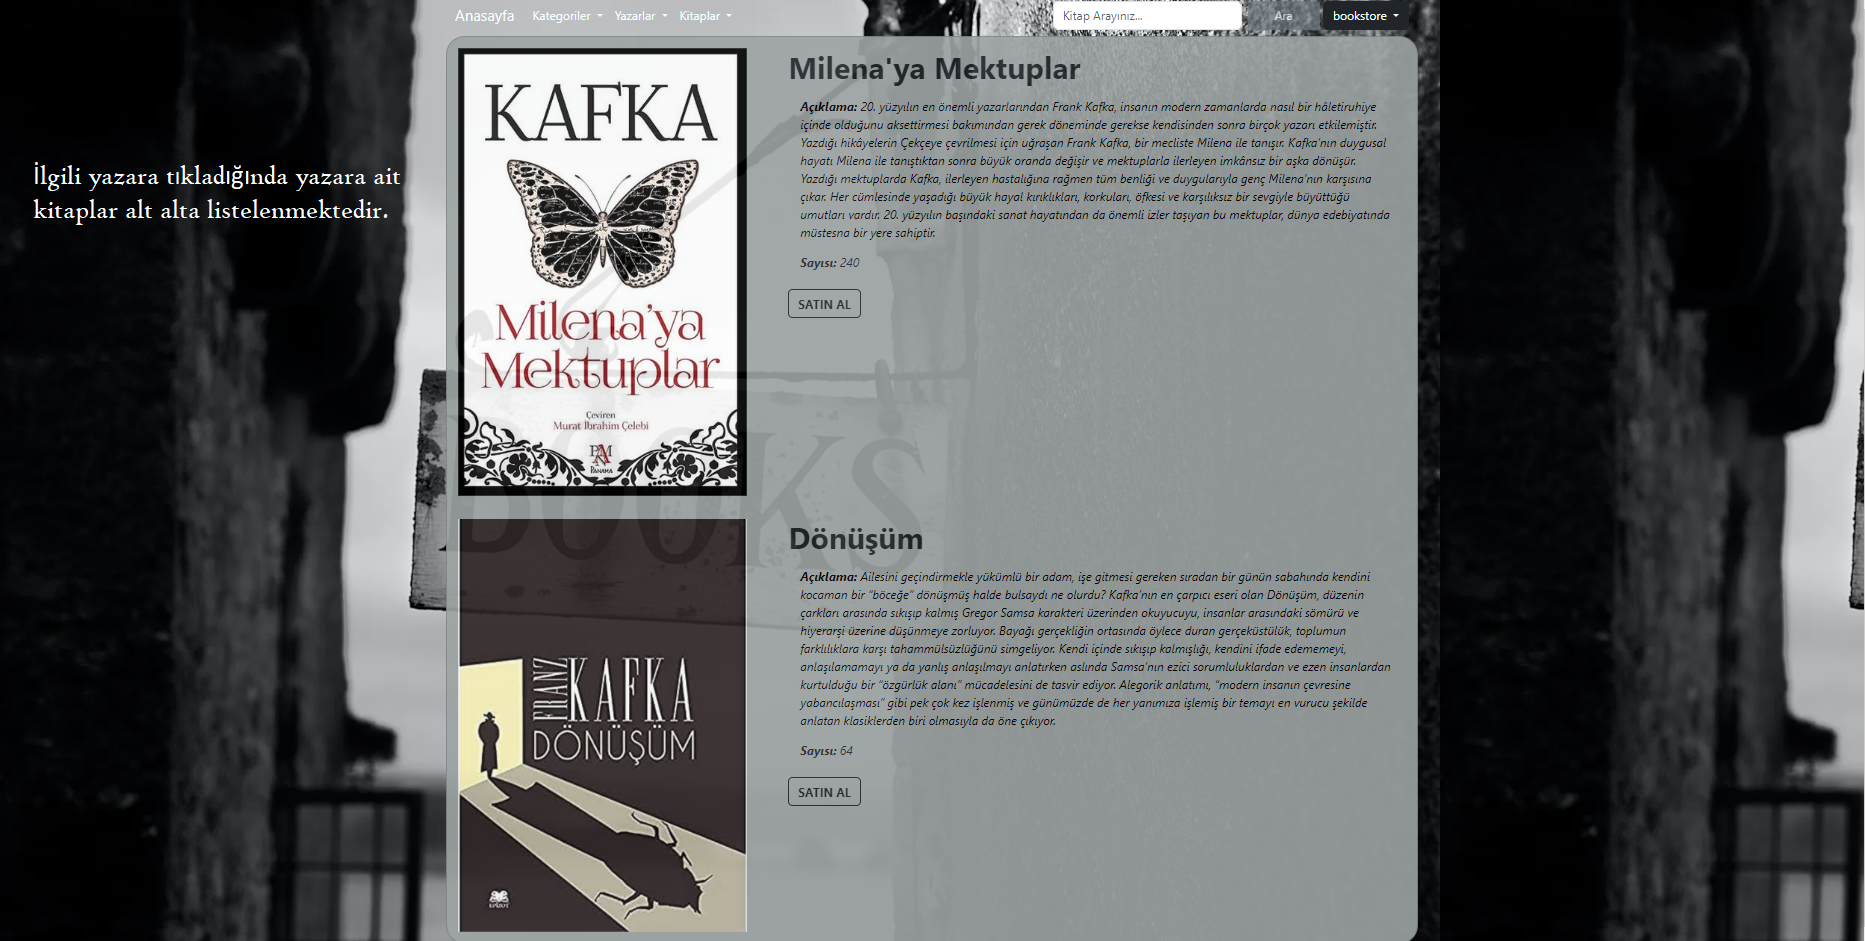 Anasayfa Kategoriler Yazarlar Kitaplar Kitap Arayınız... Ara bookstore
İlgili yazara tıkladığında yazara ait
kitaplar alt alta listelenmektedir.
KAFKA
Milena'ya
Mektuplar
Çeviren
Murat İbrahim Çelebi
PANAMA
Milena'ya Mektuplar
Açıklama: 20. yüzyılın en önemli yazarlarından Frank Kafka, insanın modern zamanlarda nasıl bir hâletiruhiye
içinde olduğunu aksettirmesi bakımından gerek döneminde gerekse kendisinden sonra birçok yazarı etkilemiştir.
Yazdığı hikâyelerin Çekçeye çevrilmesi için uğraşan Frank Kafka, bir mecliste Milena ile tanışır. Kafka'nın duygusal
hayatı Milena ile tanıştıktan sonra büyük oranda değişir ve mektuplarla ilerleyen imkânsız bir aşka dönüşür.
Yazdığı mektuplarda Kafka, ilerleyen hastalığına rağmen tüm benliği ve duygularıyla genç Milena'nın karşısına
çıkar. Her cümlesinde yaşadığı büyük hayal kırıklıkları, korkuları, öfkesi ve karşılıksız bir sevgiyle büyüttüğü
umutları vardır. 20. yüzyılın başındaki sanat hayatından da önemli izler taşıyan bu mektuplar, dünya edebiyatında
müstesna bir yere sahiptir.
Sayısı: 240
SATIN AL
BOOKS
FRANZ
KAFKA
DÖNÜŞÜM
Dönüşüm
Açıklama: Ailesini geçindirmekle yükümlü bir adam, işe gitmesi gereken sıradan bir günün sabahında kendini
kocaman bir “böceğe” dönüşmüş halde bulsaydı ne olurdu? Kafka'nın en çarpıcı eseri olan Dönüşüm, düzenin
çarkları arasında sıkışıp kalmış Gregor Samsa karakteri üzerinden okuyucuyu, insanlar arasındaki sömürü ve
hiyerarşi üzerine düşünmeye zorluyor. Bayağı gerçekliğin ortasında öylece duran gerçeküstülük, toplumun
farklılıklara karşı tahammülsüzlüğünü simgeliyor. Kendi içinde sıkışıp kalmışlığı, kendini ifade edememeyi,
anlaşılamamayı ya da yanlış anlaşılmayı anlatırken aslında Samsa'nın ezici sorumluluklardan ve ezen insanlardan
kurtulduğu bir “özgürlük alanı” mücadelesini de tasvir ediyor. Alegorik anlatımı, “modern insanın çevresine
yabancılaşması” gibi pek çok kez işlenmiş ve günümüzde de her yanımıza işlemiş bir temayı en vurucu şekilde
anlatan klasiklerden biri olmasıyla da öne çıkıyor.
Sayısı: 64
SATIN AL